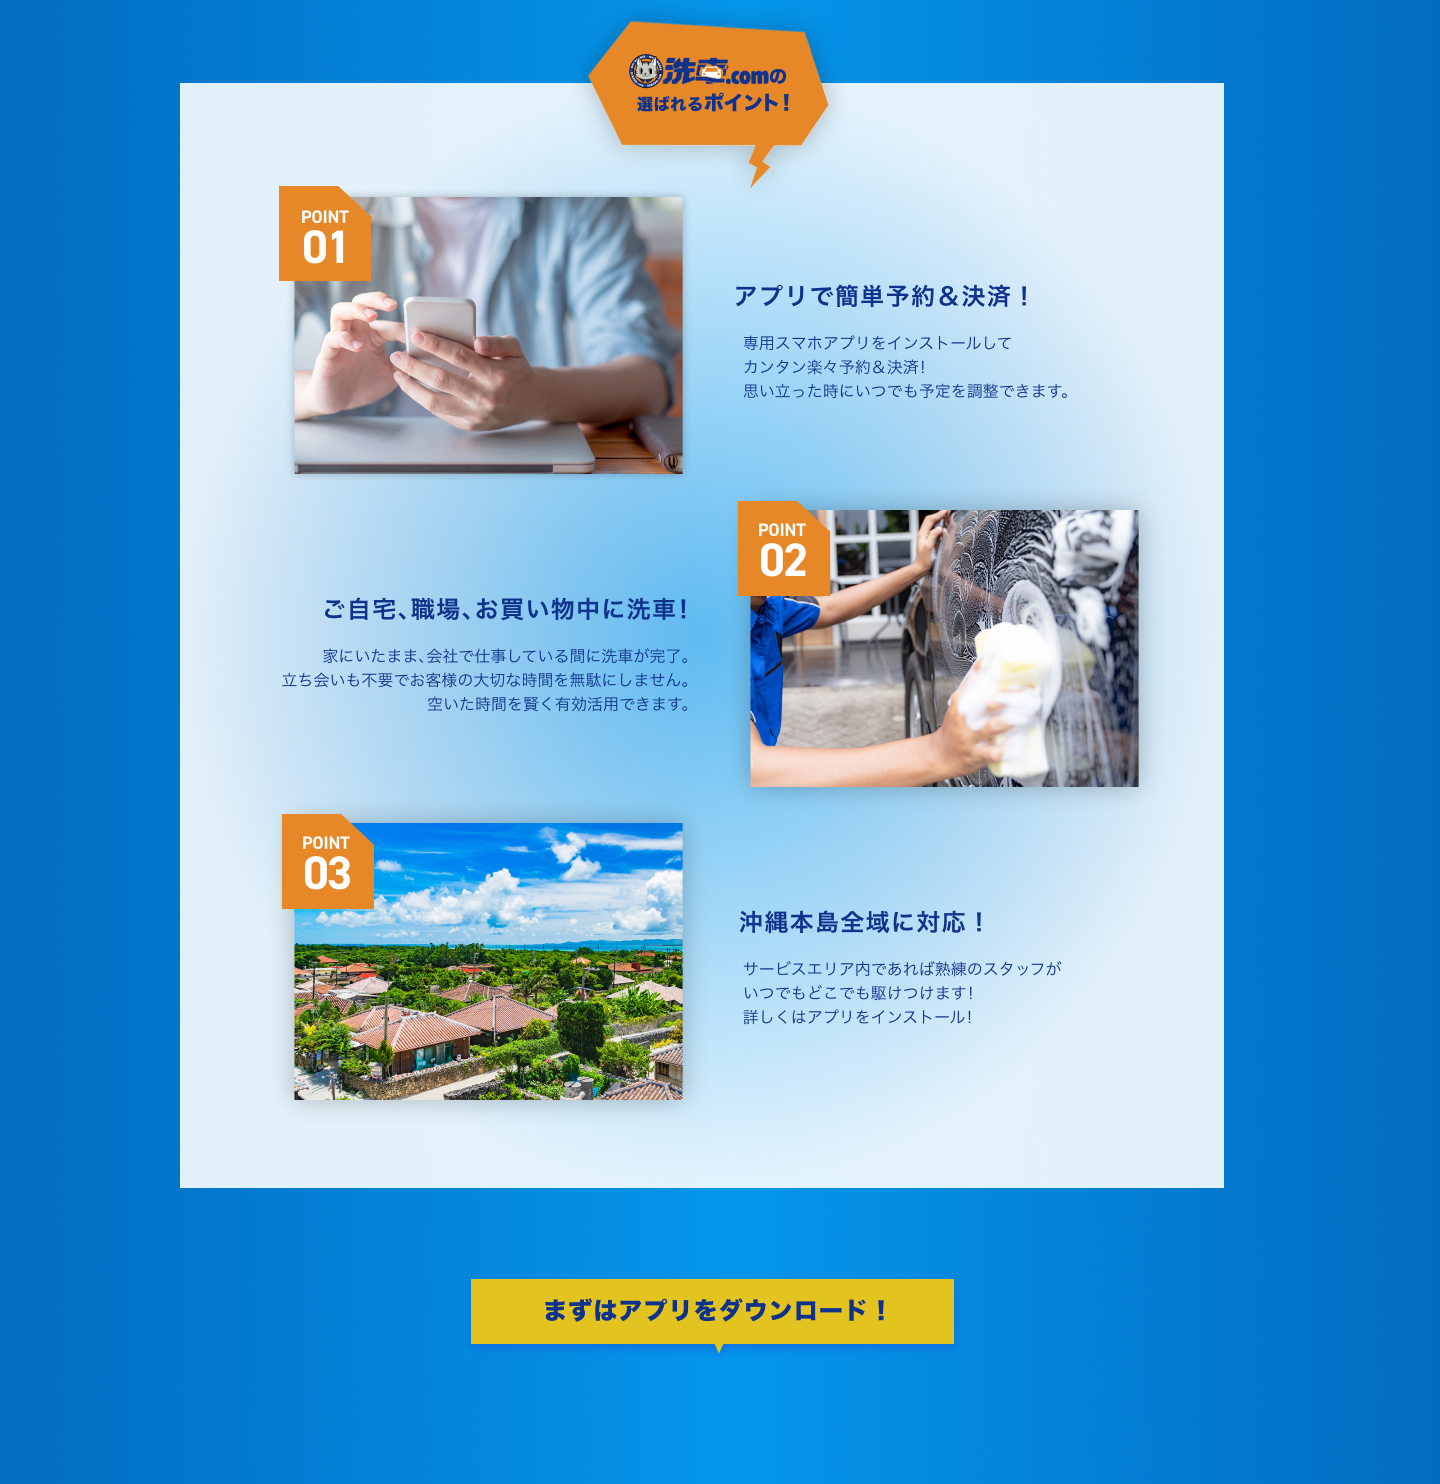 洗車.comの
選ばれるポイント！
POINT
01
アプリで簡単予約＆決済！
専用スマホアプリをインストールして
カンタン楽々予約＆決済！
思い立った時にいつでも予定を調整できます。
POINT
02
ご自宅、職場、お買い物中に洗車！
家にいたまま、会社で仕事している間に洗車が完了。
立ち会いも不要でお客様の大切な時間を無駄にしません。
空いた時間を賢く有効活用できます。
POINT
03
沖縄本島全域に対応！
サービスエリア内であれば熟練のスタッフが
いつでもどこでも駆けつけます！
詳しくはアプリをインストール！
まずはアプリをダウンロード！